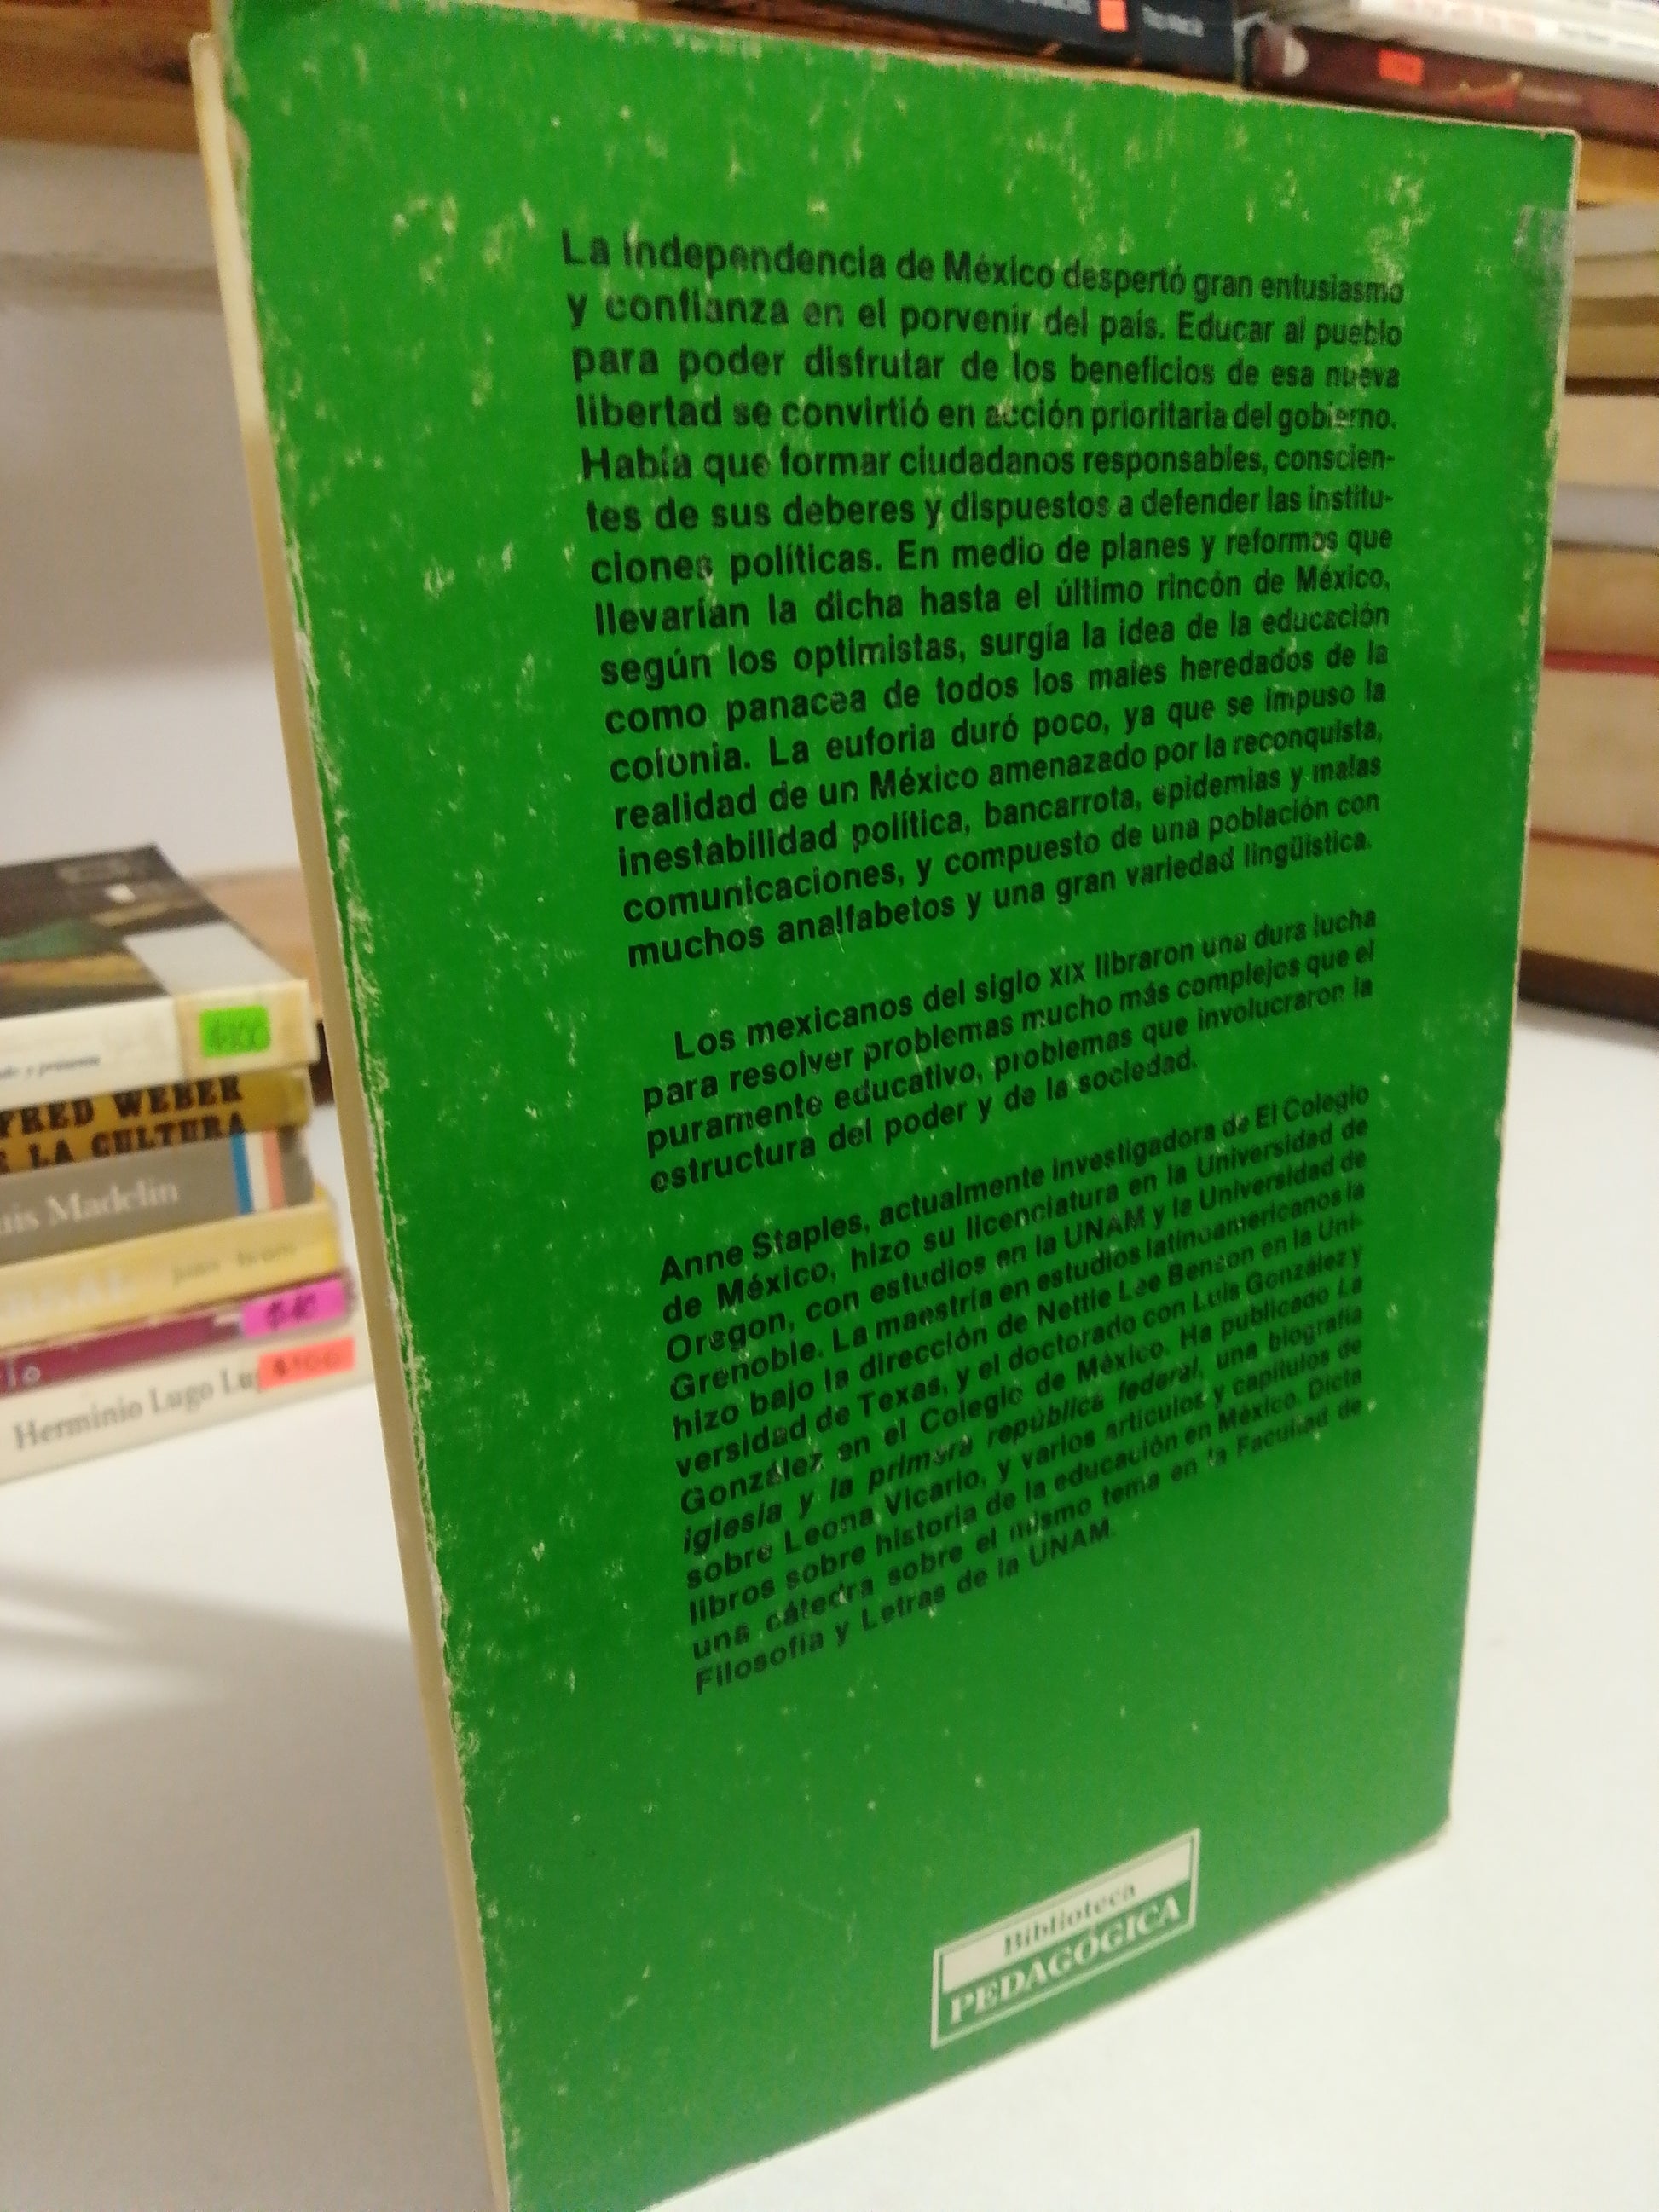 La independencia de México despertó gran entusiasmo
y confianza en el porvenir del país. Educar al pueblo
para poder disfrutar de los beneficios de esa nueva
libertad se convirtió en acción prioritaria del gobierno.
Había que formar ciudadanos responsables, conscien-
tes de sus deberes y dispuestos a defender las institu-
ciones políticas. En medio de planes y reformas que
llevarían la dicha hasta el último rincón de México,
según los optimistas, surgía la idea de la educación
como panacea de todos los males heredados de la
colonia. La euforia duró poco, ya que se impuso la
realidad de un México amenazado por la reconquista,
inestabilidad política, bancarrota, epidemias y malas
comunicaciones, y compuesto de una población con
muchos analfabetos y una gran variedad lingüística.
Los mexicanos del siglo XIX libraron una dura lucha
para resolver problemas mucho más complejos que el
puramente educativo, problemas que involucraron la
estructura del poder y de la sociedad.
Anne Staples, actualmente investigadora de El Colegio
de México, hizo su licenciatura en la Universidad de
Oregon, con estudios en la UNAM y la Universidad de
Grenoble. La maestría en estudios latinoamericanos la
hizo bajo la dirección de Nettie Lee Benson en la Uni-
versidad de Texas, y el doctorado con Luis González y
González en el Colegio de México. Ha publicado La
iglesia y la primera república federal, una biografía
sobre Leona Vicario, y varios artículos y capítulos de
libros sobre historia de la educación en México. Dicta
una cátedra sobre el mismo tema en la Facultad de
Filosofía y Letras de la UNAM.
Biblioteca
PEDAGÓGICA
$100
FRED WEBER
LA CULTURA
uis Madelin
$40
$100
Herminio Lugo Lu